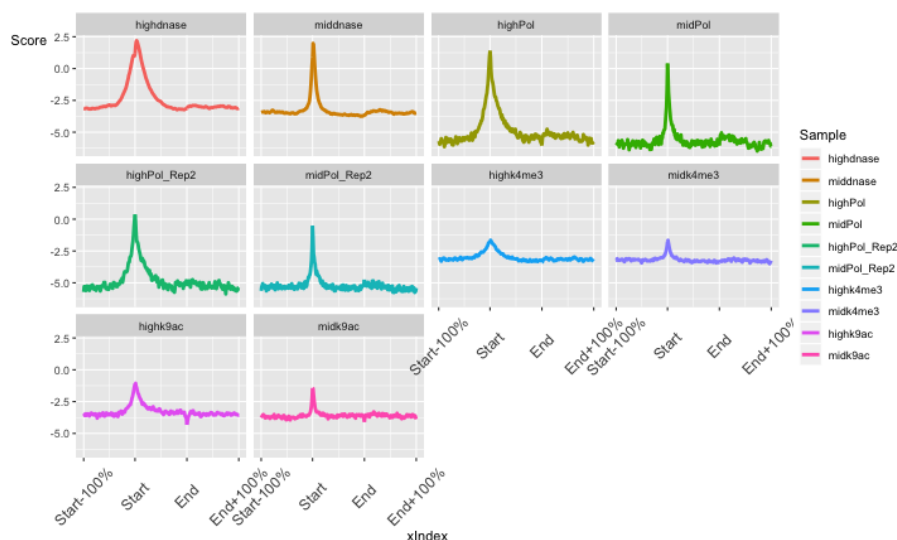 highdnase middnase highPol midPol
Score
2.5
0.0
-2.5
-5.0
highPol_Rep2 midPol_Rep2 highk4me3 midk4me3
2.5
0.0
-2.5
-5.0
highk9ac midk9ac
2.5
0.0
-2.5
-5.0
Start-100% Start End End+100% Start-100% Start End End+100%
Start-100% Start End End+100% Start-100% Start End End+100%
xIndex
Sample
highdnase
middnase
highPol
midPol
highPol_Rep2
midPol_Rep2
highk4me3
midk4me3
highk9ac
midk9ac